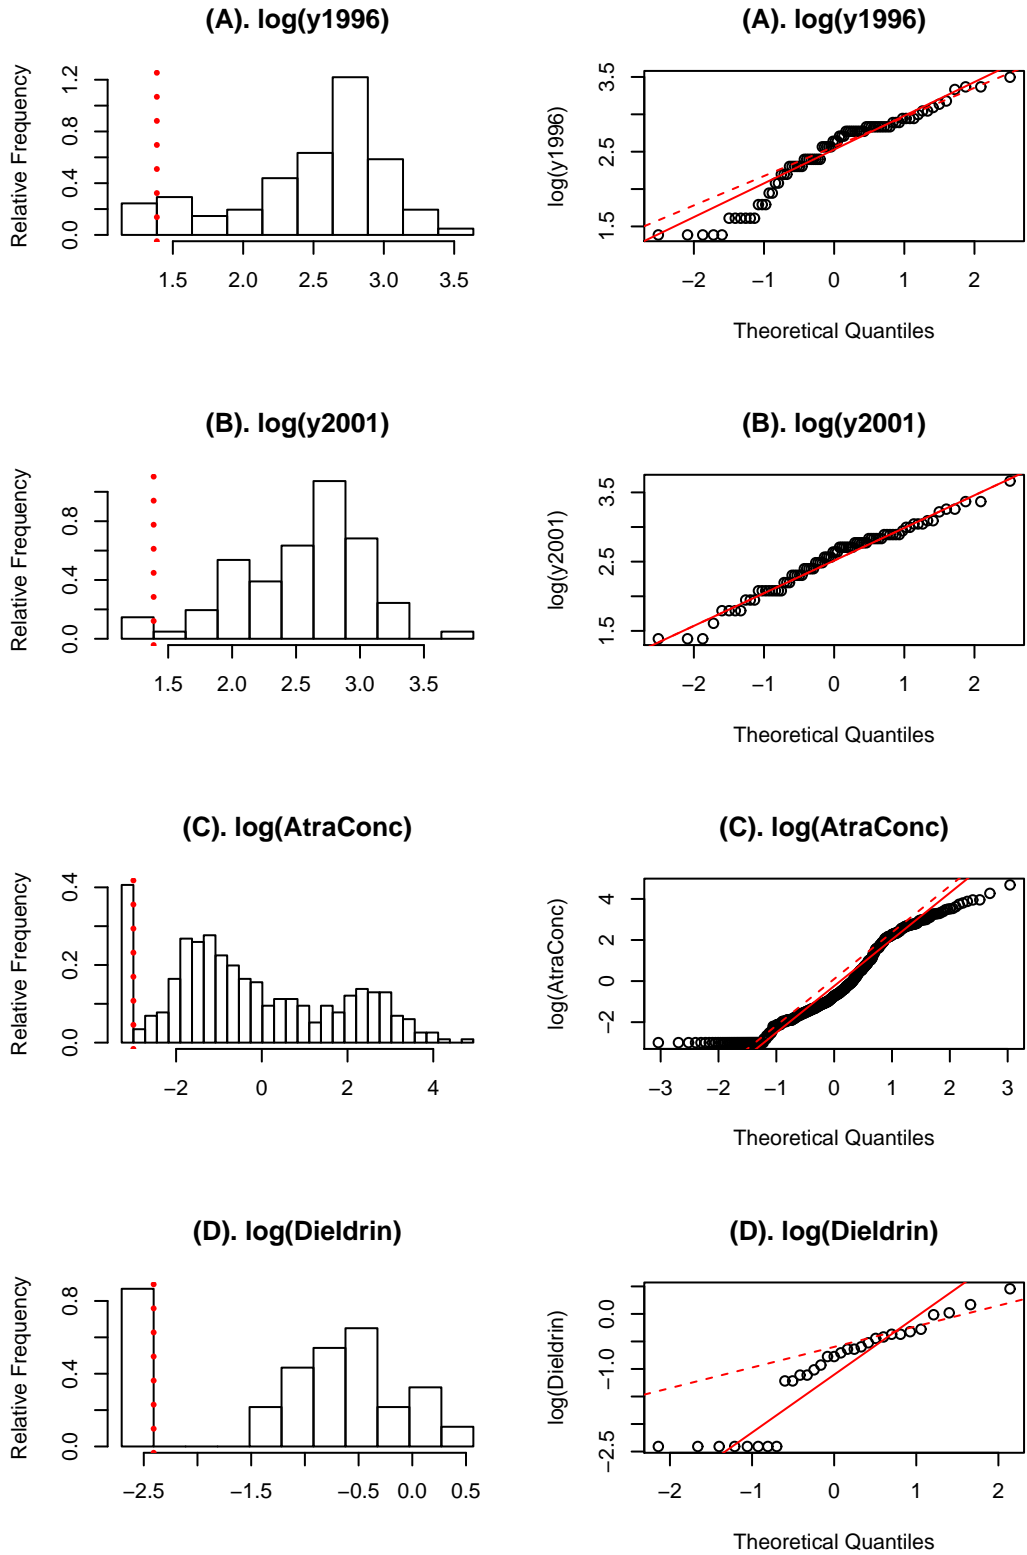 (A). log(y1996)
Relative Frequency
0.0 0.4 0.8 1.2
1.5 2.0 2.5 3.0 3.5
(A). log(y1996)
log(y1996)
1.5 2.5 3.5
−2 −1 0 1 2
Theoretical Quantiles
(B). log(y2001)
Relative Frequency
0.0 0.4 0.8
1.5 2.0 2.5 3.0 3.5
(B). log(y2001)
log(y2001)
1.5 2.5 3.5
−2 −1 0 1 2
Theoretical Quantiles
(C). log(AtraConc)
Relative Frequency
0.0 0.2 0.4
−2 0 2 4
(C). log(AtraConc)
log(AtraConc)
−2 0 2 4
−3 −2 −1 0 1 2 3
Theoretical Quantiles
(D). log(Dieldrin)
Relative Frequency
0.0 0.4 0.8
−2.5 −1.5 −0.5 0.0 0.5
(D). log(Dieldrin)
log(Dieldrin)
−2.5 −1.0 0.0
−2 −1 0 1 2
Theoretical Quantiles